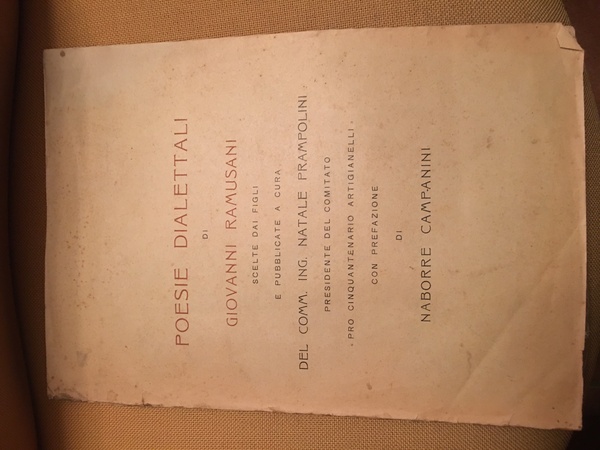 POESIE DIALETTALI
DI
GIOVANNI RAMUSANI
SCELTE DAI FIGLI
E PUBBLICATE A CURA
DEL COMM. ING. NATALE PRAMPOLINI
PRESIDENTE DEL COMITATO
"PRO CINQUANTENARIO ARTIGIANELLI"
CON PREFAZIONE
DI
NABORRE CAMPANINI